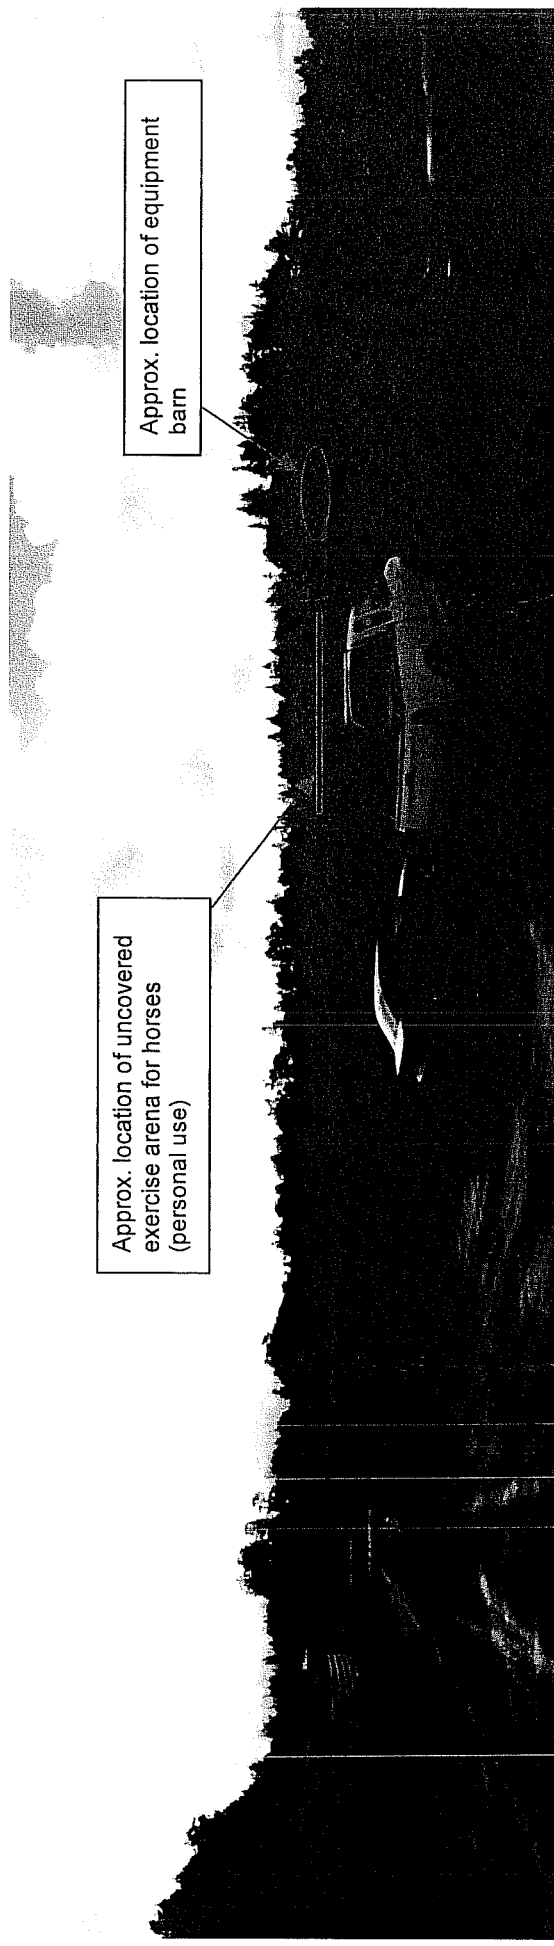 Approx. location of uncovered
exercise arena for horses
(personal use)
Approx. location of equipment
barn